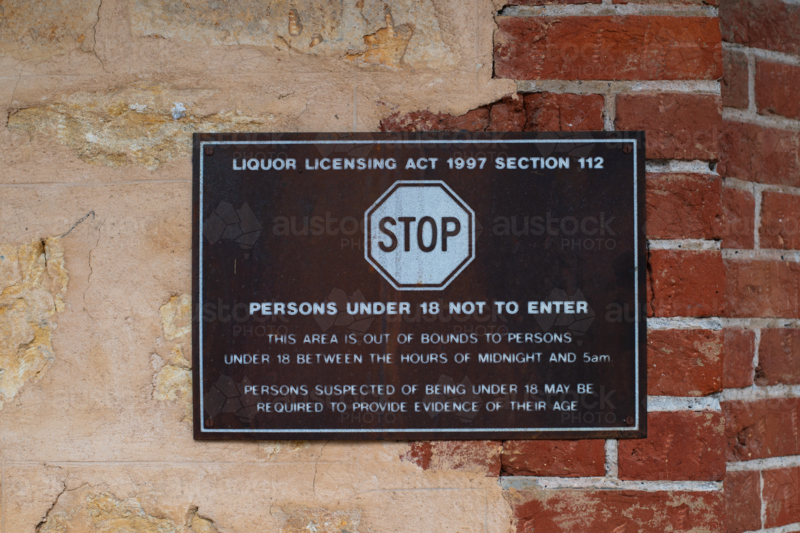 LIQUOR LICENSING ACT 1997 SECTION 112
STOP
PERSONS UNDER 18 NOT TO ENTER
THIS AREA IS OUT OF BOUNDS TO PERSONS
UNDER 18 BETWEEN THE HOURS OF MIDNIGHT AND 5am
PERSONS SUSPECTED OF BEING UNDER 18 MAY BE
REQUIRED TO PROVIDE EVIDENCE OF THEIR AGE
austock
PHOTO